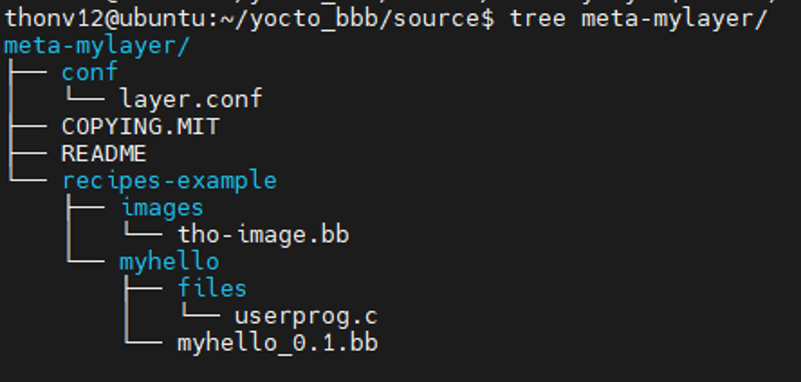 thonv12@ubuntu:~/yocto_bbb/source$ tree meta-mylayer/
meta-mylayer/
├── conf
│   └── layer.conf
├── COPYING.MIT
├── README
└── recipes-example
    ├── images
    │   └── tho-image.bb
    └── myhello
        ├── files
        │   └── userprog.c
        └── myhello_0.1.bb